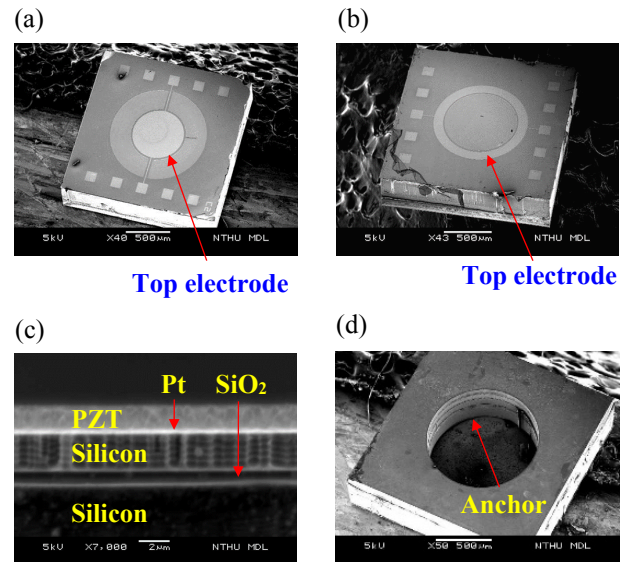 (a)
(b)
5kV X40 500μm NTHU MDL
5kV X43 500μm NTHU MDL
Top electrode
Top electrode
(c)
(d)
Pt SiO₂
PZT
Silicon
Silicon
Anchor
5kV X7,000 2μm NTHU MDL
5kV X50 500μm NTHU MDL